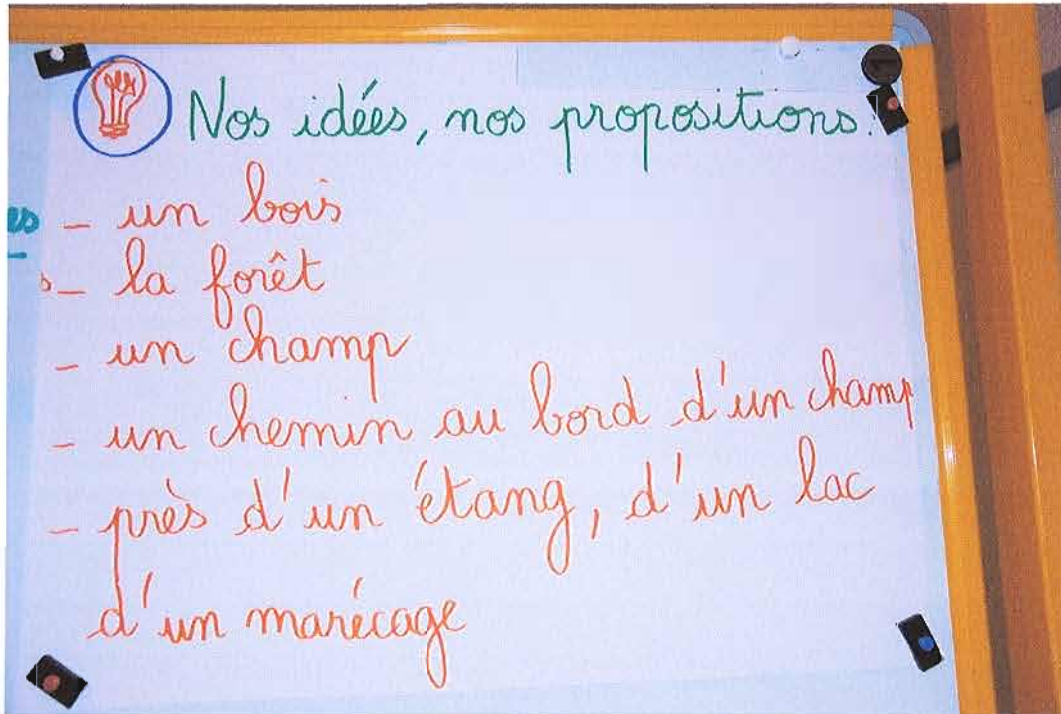 Nos idées, nos propositions.
es - un bois
s - la forêt
- un champ
- un chemin au bord d'un champ
- près d'un étang, d'un lac
d'un marécage